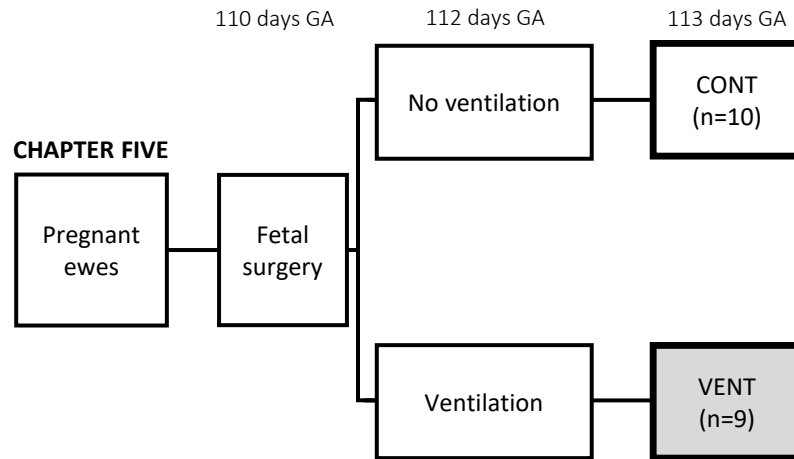 110 days GA
112 days GA
113 days GA
No ventilation
CONT
(n=10)
CHAPTER FIVE
Pregnant
ewes
Fetal
surgery
Ventilation
VENT
(n=9)